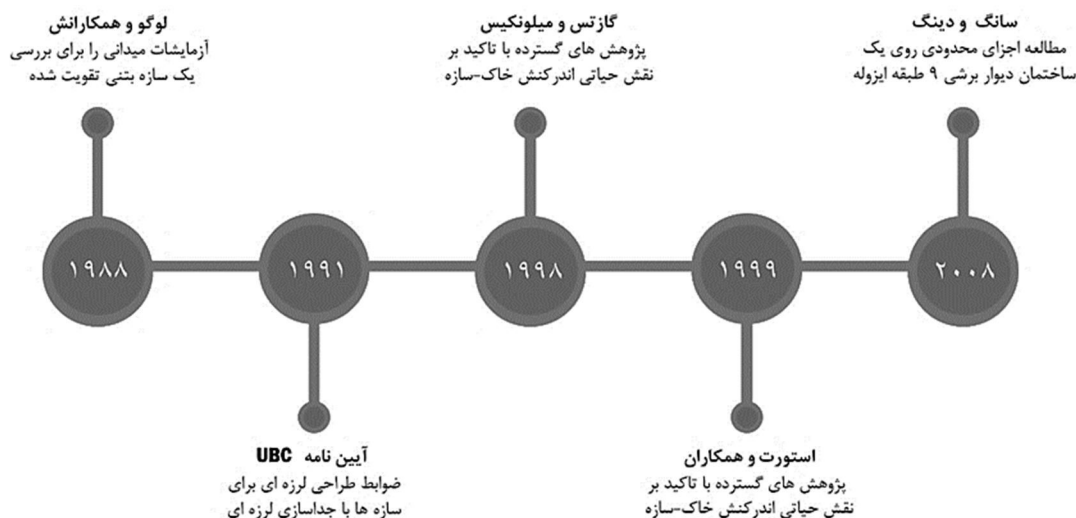 لوگو و همکارانش
آزمایشات میدانی را برای بررسی
یک سازه بتنی تقویت شده
۱۹۸۸
آیین نامه UBC
ضوابط طراحی لرزه ای برای
سازه ها با جداسازی لرزه ای
۱۹۹۱
گازتس و میلونکیس
پژوهش های گسترده با تاکید بر
نقش حیاتی اندرکنش خاک-سازه
۱۹۹۸
استورت و همکاران
پژوهش های گسترده با تاکید بر
نقش حیاتی اندرکنش خاک-سازه
۱۹۹۹
سانگ و دینگ
مطالعه اجزای محدودی روی یک
ساختمان دیوار برشی ۹ طبقه ایزوله
۲۰۰۸